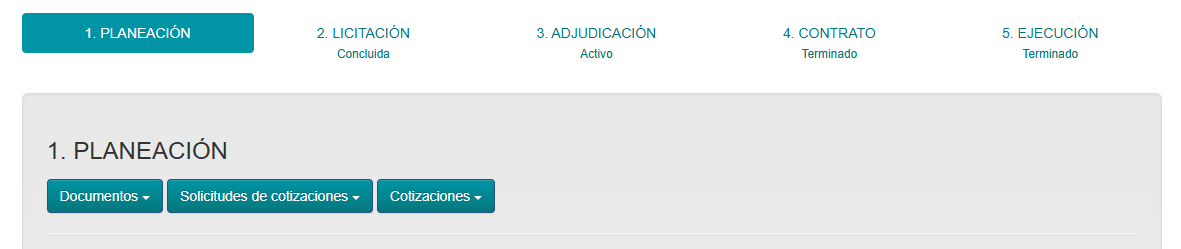 1. PLANEACIÓN
2. LICITACIÓN
Concluida
3. ADJUDICACIÓN
Activo
4. CONTRATO
Terminado
5. EJECUCIÓN
Terminado
1. PLANEACIÓN
Documentos
Solicitudes de cotizaciones
Cotizaciones